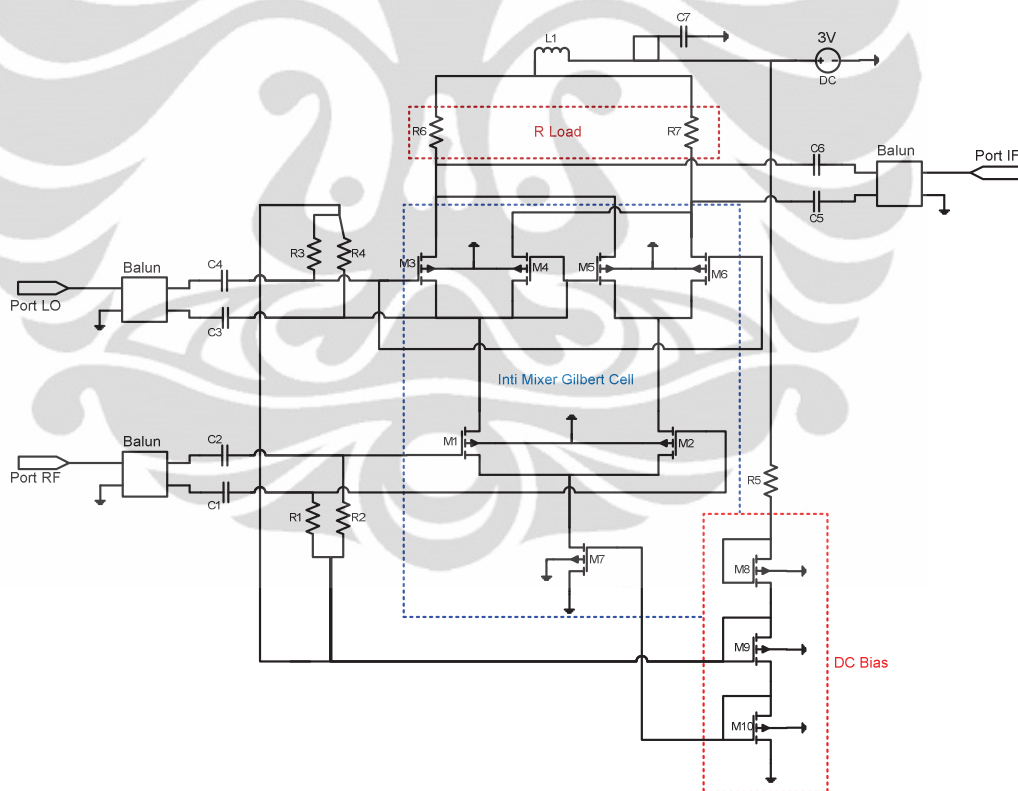 C7
L1
3V
DC
R6
R Load
R7
C6
Balun
Port IF
C5
R3
R4
M3
M4
M5
M6
Balun
C4
Port LO
C3
Inti Mixer Gilbert Cell
Balun
C2
M1
M2
Port RF
C1
R5
R1
R2
M7
M8
M9
DC Bias
M10